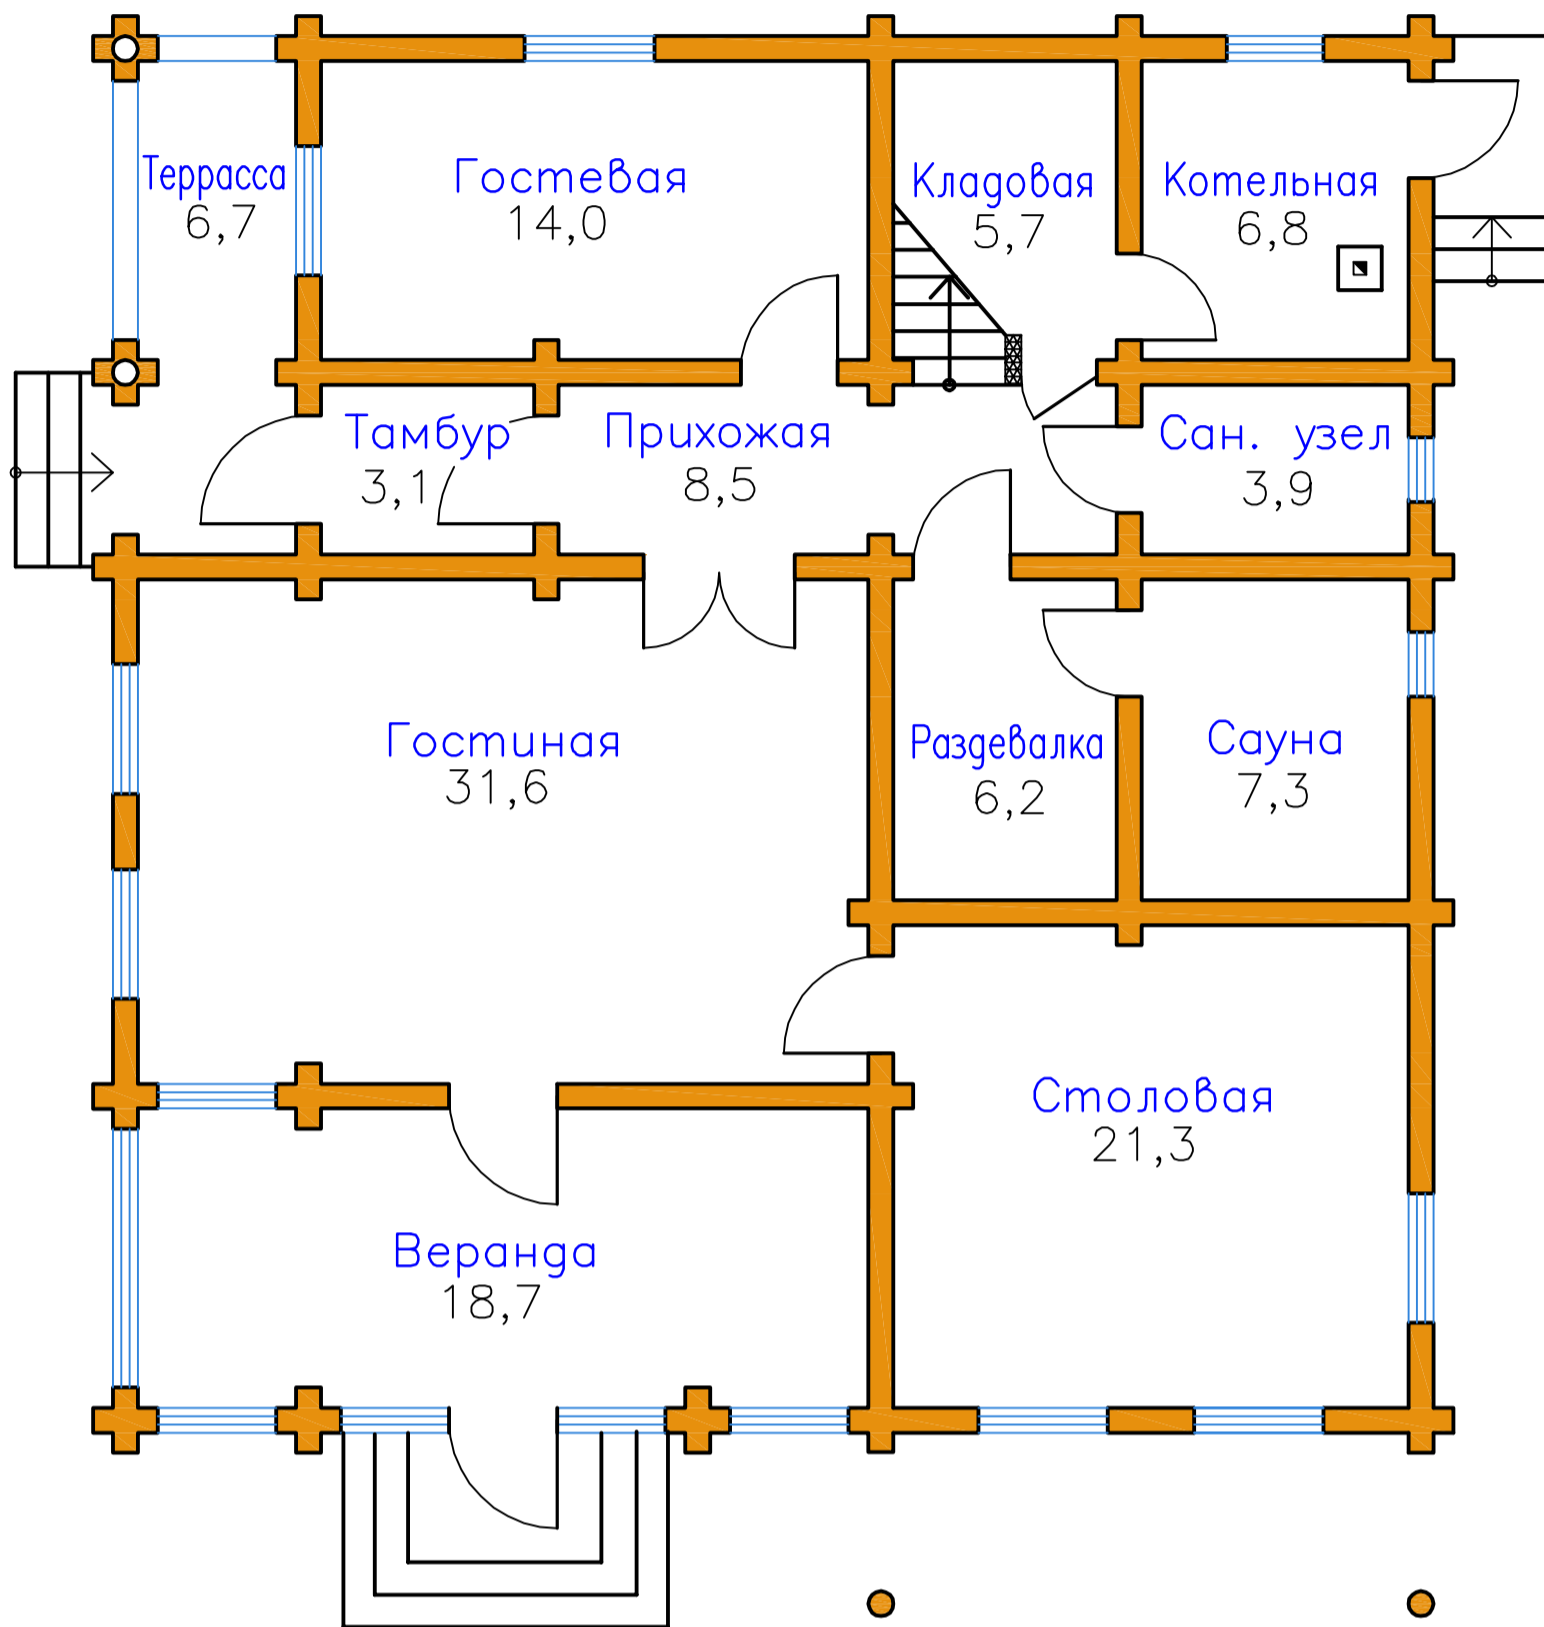 Терраса
6,7
Гостевая
14,0
Кладовая
5,7
Котельная
6,8
Тамбур
3,1
Прихожая
8,5
Сан. узел
3,9
Гостиная
31,6
Раздевалка
6,2
Сауна
7,3
Столовая
21,3
Веранда
18,7